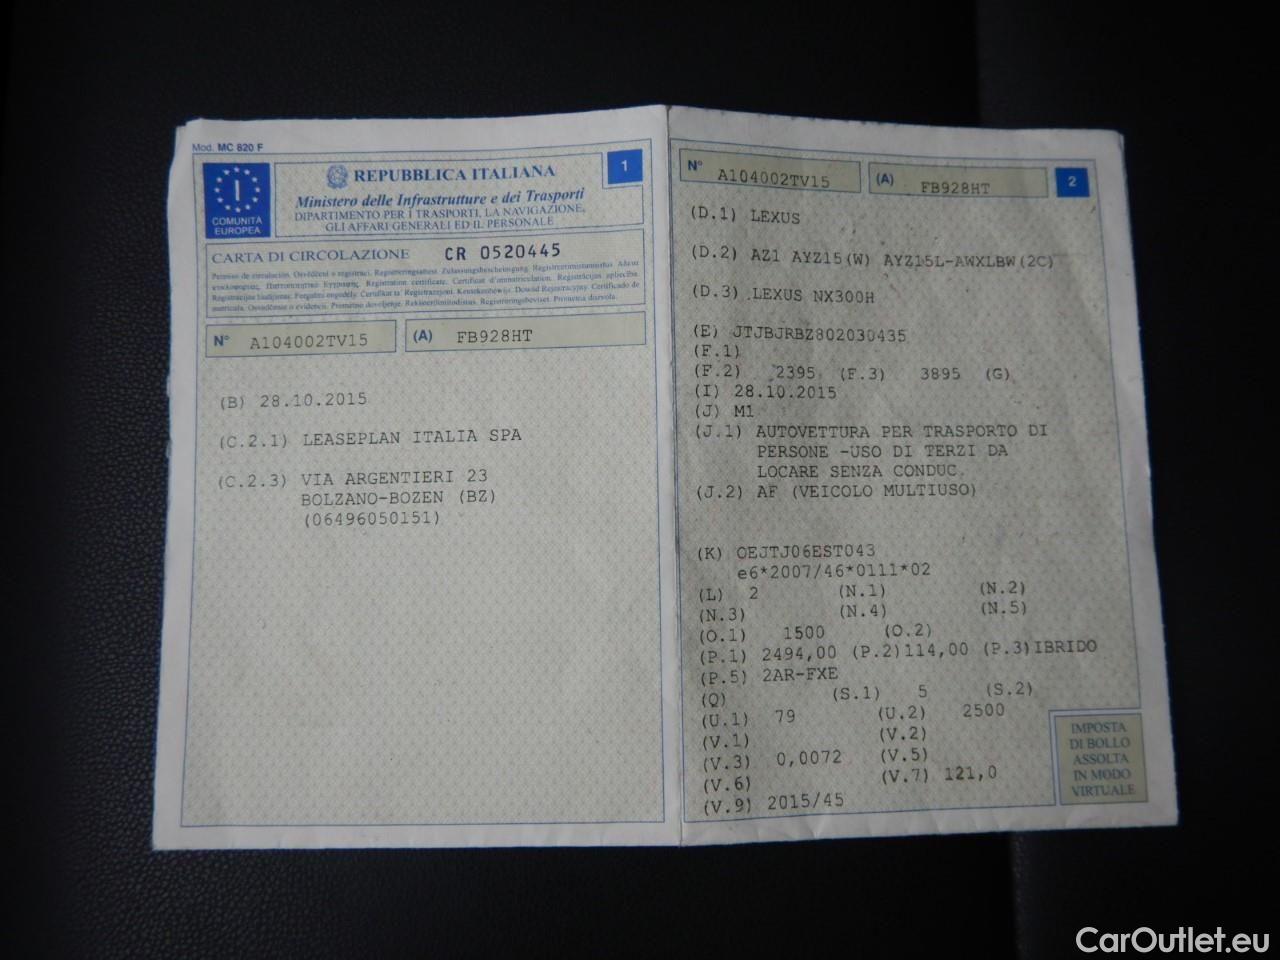 Mod. MC 820 F
COMUNITÀ
EUROPEA
I
REPUBBLICA ITALIANA
1
Ministero delle Infrastrutture e dei Trasporti
DIPARTIMENTO PER I TRASPORTI, LA NAVIGAZIONE,
GLI AFFARI GENERALI ED IL PERSONALE
CARTA DI CIRCOLAZIONE CR 0520445
N° A104002TV15 (A) FB928HT
(B) 28.10.2015
(C.2.1) LEASEPLAN ITALIA SPA
(C.2.3) VIA ARGENTIERI 23
BOLZANO-BOZEN (BZ)
(06496050151)
N° A104002TV15 (A) FB928HT 2
(D.1) LEXUS
(D.2) AZ1 AYZ15(W) AYZ15L-AWXLBW(2C)
(D.3) LEXUS NX300H
(E) JTJBJRBZ802030435
(F.1)
(F.2) 2395 (F.3) 3895 (G)
(I) 28.10.2015
(J) M1
(J.1) AUTOVETTURA PER TRASPORTO DI
PERSONE -USO DI TERZI DA
LOCARE SENZA CONDUC.
(J.2) AF (VEICOLO MULTIUSO)
(K) OEJTJ06EST043
e6*2007/46*0111*02
(L) 2 (N.1) (N.2)
(N.3) (N.4) (N.5)
(O.1) 1500 (O.2)
(P.1) 2494,00 (P.2)114,00 (P.3)IBRIDO
(P.5) 2AR-FXE
(Q) (S.1) 5 (S.2)
(U.1) 79 (U.2) 2500
(V.1) (V.2)
(V.3) 0,0072 (V.5)
(V.6) (V.7) 121,0
(V.9) 2015/45
IMPOSTA
DI BOLLO
ASSOLTA
IN MODO
VIRTUALE
CarOutlet.eu